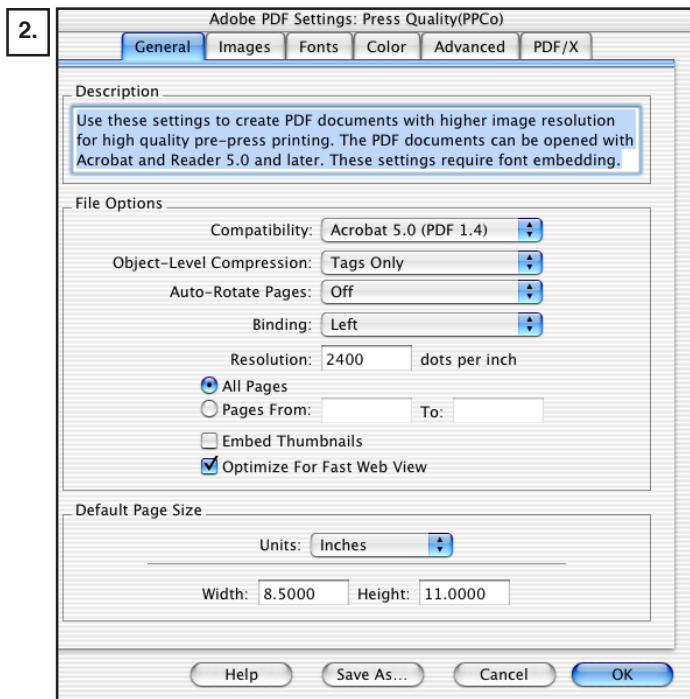 2.
Adobe PDF Settings: Press Quality(PPCo)
General Images Fonts Color Advanced PDF/X
Description
Use these settings to create PDF documents with higher image resolution
for high quality pre-press printing. The PDF documents can be opened with
Acrobat and Reader 5.0 and later. These settings require font embedding.
File Options
Compatibility: Acrobat 5.0 (PDF 1.4)
Object-Level Compression: Tags Only
Auto-Rotate Pages: Off
Binding: Left
Resolution: 2400 dots per inch
All Pages
Pages From: To:
Embed Thumbnails
Optimize For Fast Web View
Default Page Size
Units: Inches
Width: 8.5000 Height: 11.0000
Help Save As... Cancel OK